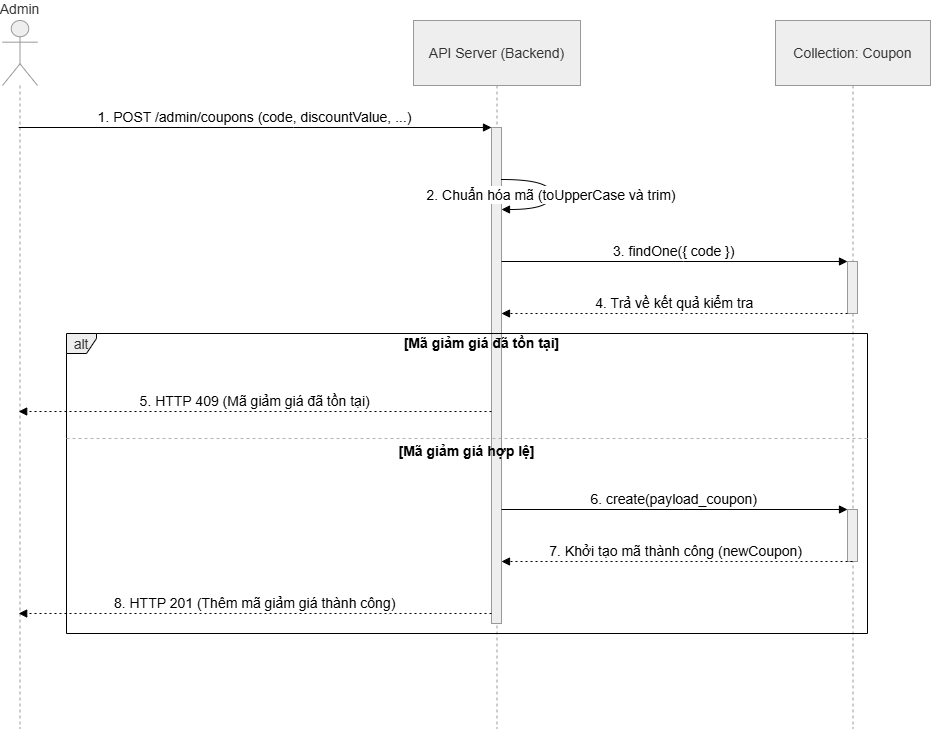 Admin
API Server (Backend)
Collection: Coupon
1. POST /admin/coupons (code, discountValue, ...)
2. Chuẩn hóa mã (toUpperCase và trim)
3. findOne({ code })
4. Trả về kết quả kiểm tra
alt
[Mã giảm giá đã tồn tại]
5. HTTP 409 (Mã giảm giá đã tồn tại)
[Mã giảm giá hợp lệ]
6. create(payload_coupon)
7. Khởi tạo mã thành công (newCoupon)
8. HTTP 201 (Thêm mã giảm giá thành công)